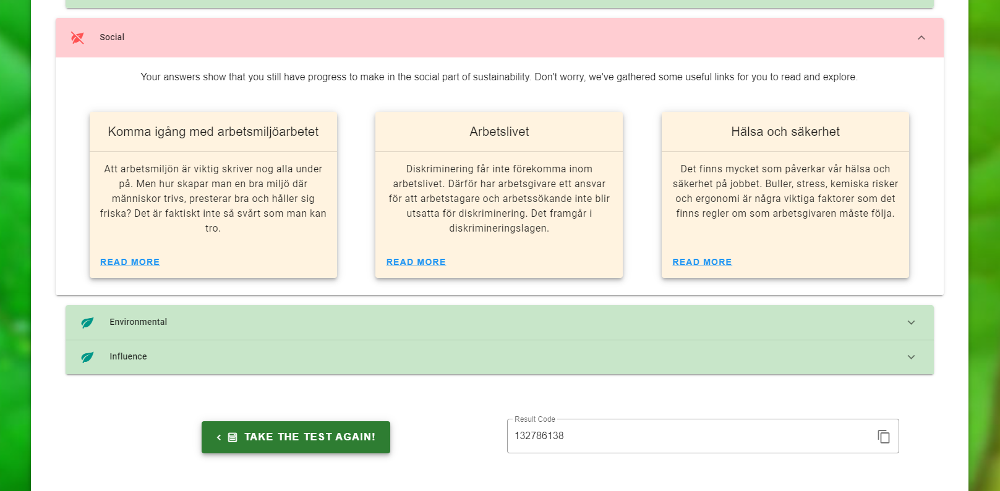 Social
Your answers show that you still have progress to make in the social part of sustainability. Don't worry, we've gathered some useful links for you to read and explore.
Komma igång med arbetsmiljöarbetet
Att arbetsmiljön är viktig skriver nog alla under
på. Men hur skapar man en bra miljö där
människor trivs, presterar bra och håller sig
friska? Det är faktiskt inte så svårt som man kan
tro.
READ MORE
Arbetslivet
Diskriminering får inte förekomma inom
arbetslivet. Därför har arbetsgivare ett ansvar
för att arbetstagare och arbetssökande inte blir
utsatta för diskriminering. Det framgår i
diskrimineringslagen.
READ MORE
Hälsa och säkerhet
Det finns mycket som påverkar vår hälsa och
säkerhet på jobbet. Buller, stress, kemiska risker
och ergonomi är några viktiga faktorer som det
finns regler om som arbetsgivaren måste följa.
READ MORE
Environmental
Influence
TAKE THE TEST AGAIN!
Result Code
132786138